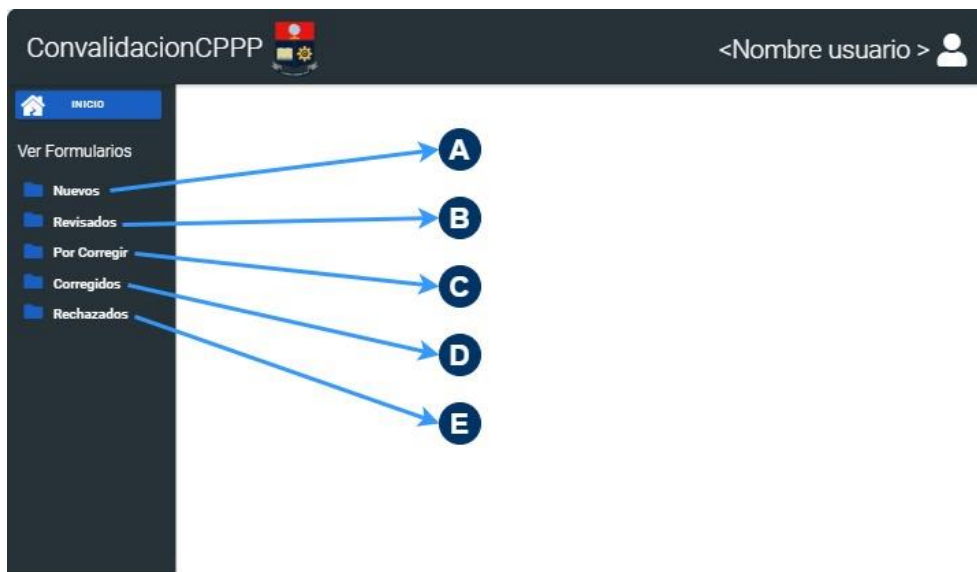 ConvalidacionCPPP
<Nombre usuario >
INICIO
Ver Formularios
Nuevos
A
Revisados
B
Por Corregir
C
Corregidos
D
Rechazados
E